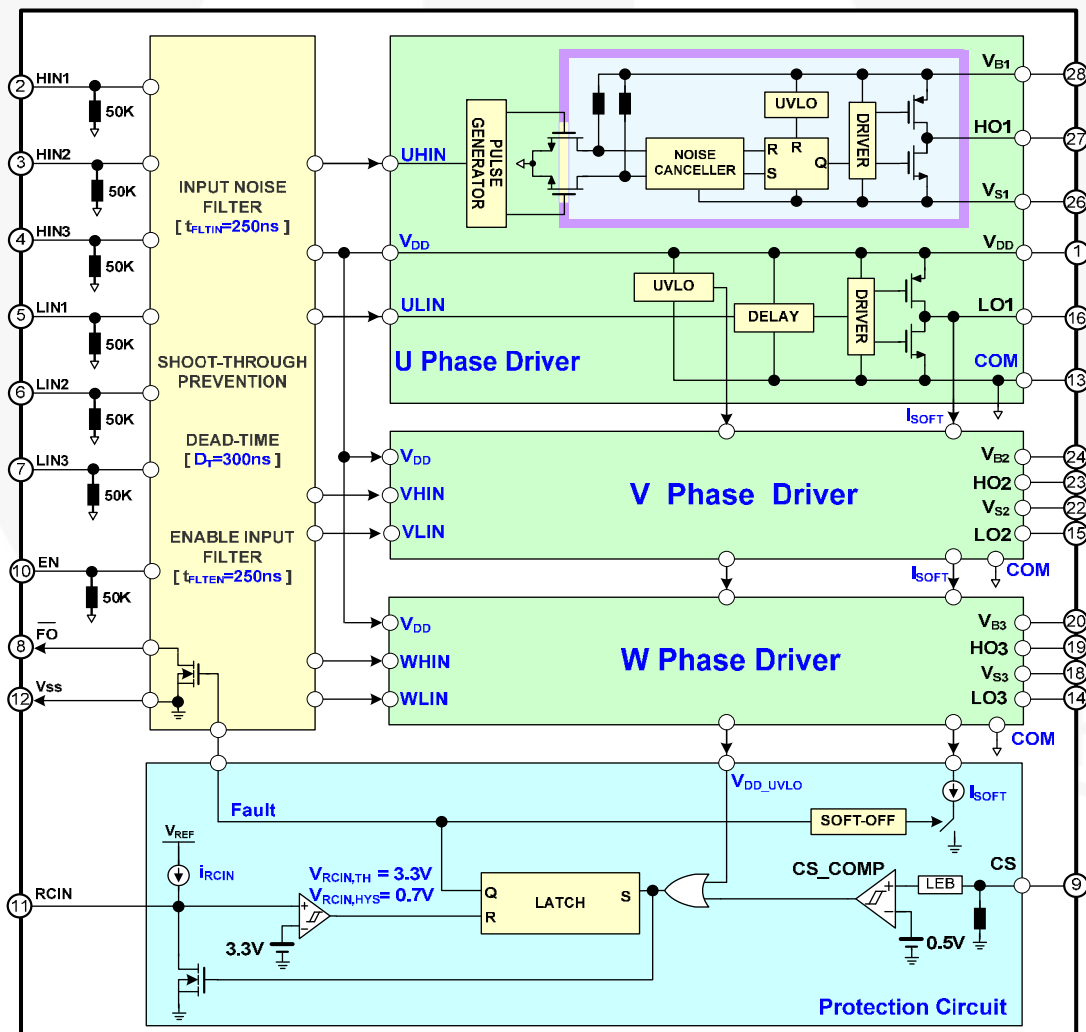 2 HIN1
50K
3 HIN2
50K
4 HIN3
50K
5 LIN1
50K
6 LIN2
50K
7 LIN3
50K
10 EN
50K
8 FO
12 Vss
11 RCIN
INPUT NOISE
FILTER
[ tFLTIN=250ns ]
SHOOT-THROUGH
PREVENTION
DEAD-TIME
[ DT=300ns ]
ENABLE INPUT
FILTER
[ tFLTEN=250ns ]
UHIN
PULSE
GENERATOR
NOISE
CANCELLER
UVLO
R
R
S
Q
DRIVER
VB1 28
HO1 27
VS1 26
VDD
VDD 1
UVLO
ULIN
DELAY
DRIVER
LO1 16
U Phase Driver
COM 13
ISOFT
VDD
VHIN
VLIN
V Phase Driver
VB2 24
HO2 23
VS2 22
LO2 15
ISOFT
COM
VDD
WHIN
WLIN
W Phase Driver
VB3 20
HO3 19
VS3 18
LO3 14
COM
VDD_UVLO
ISOFT
Fault
SOFT-OFF
VREF
iRCIN
VRCIN,TH = 3.3V
VRCIN,HYS= 0.7V
+
-
3.3V
Q
R
LATCH
S
CS_COMP
+
-
LEB
CS 9
0.5V
Protection Circuit